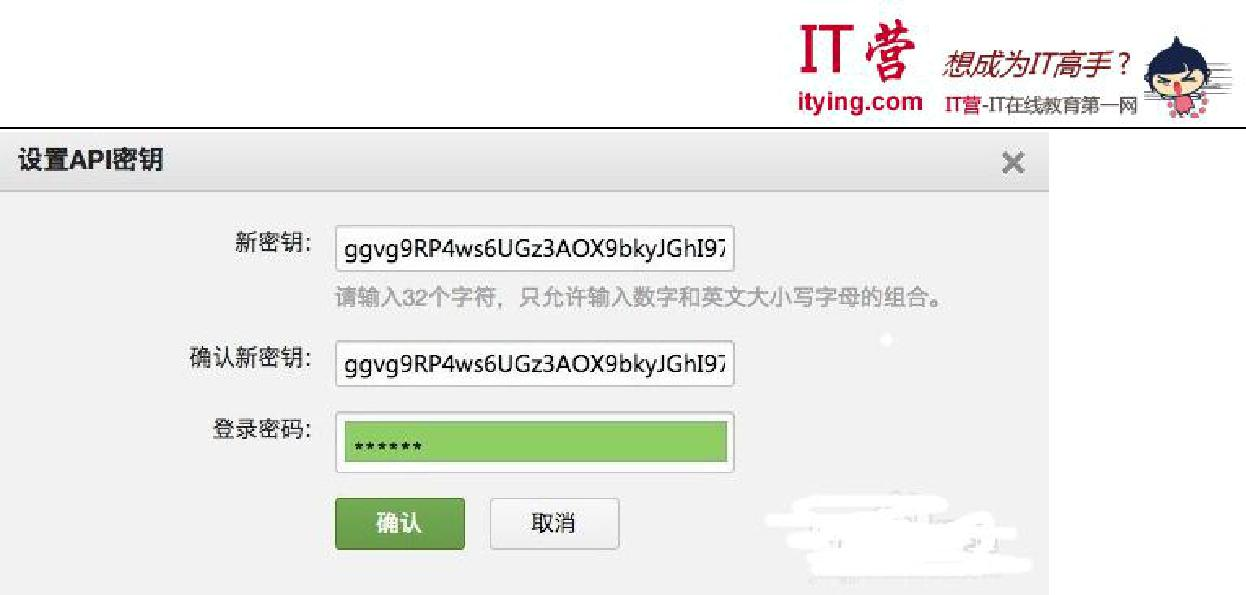 IT营
想成为IT高手?
itying.com
IT营-IT在线教育第一网
设置API密钥
新密钥:
ggvg9RP4ws6UGz3AOX9bkyJGhI97
请输入32个字符，只允许输入数字和英文大小写字母的组合。
确认新密钥:
ggvg9RP4ws6UGz3AOX9bkyJGhI97
登录密码:
******
确认
取消